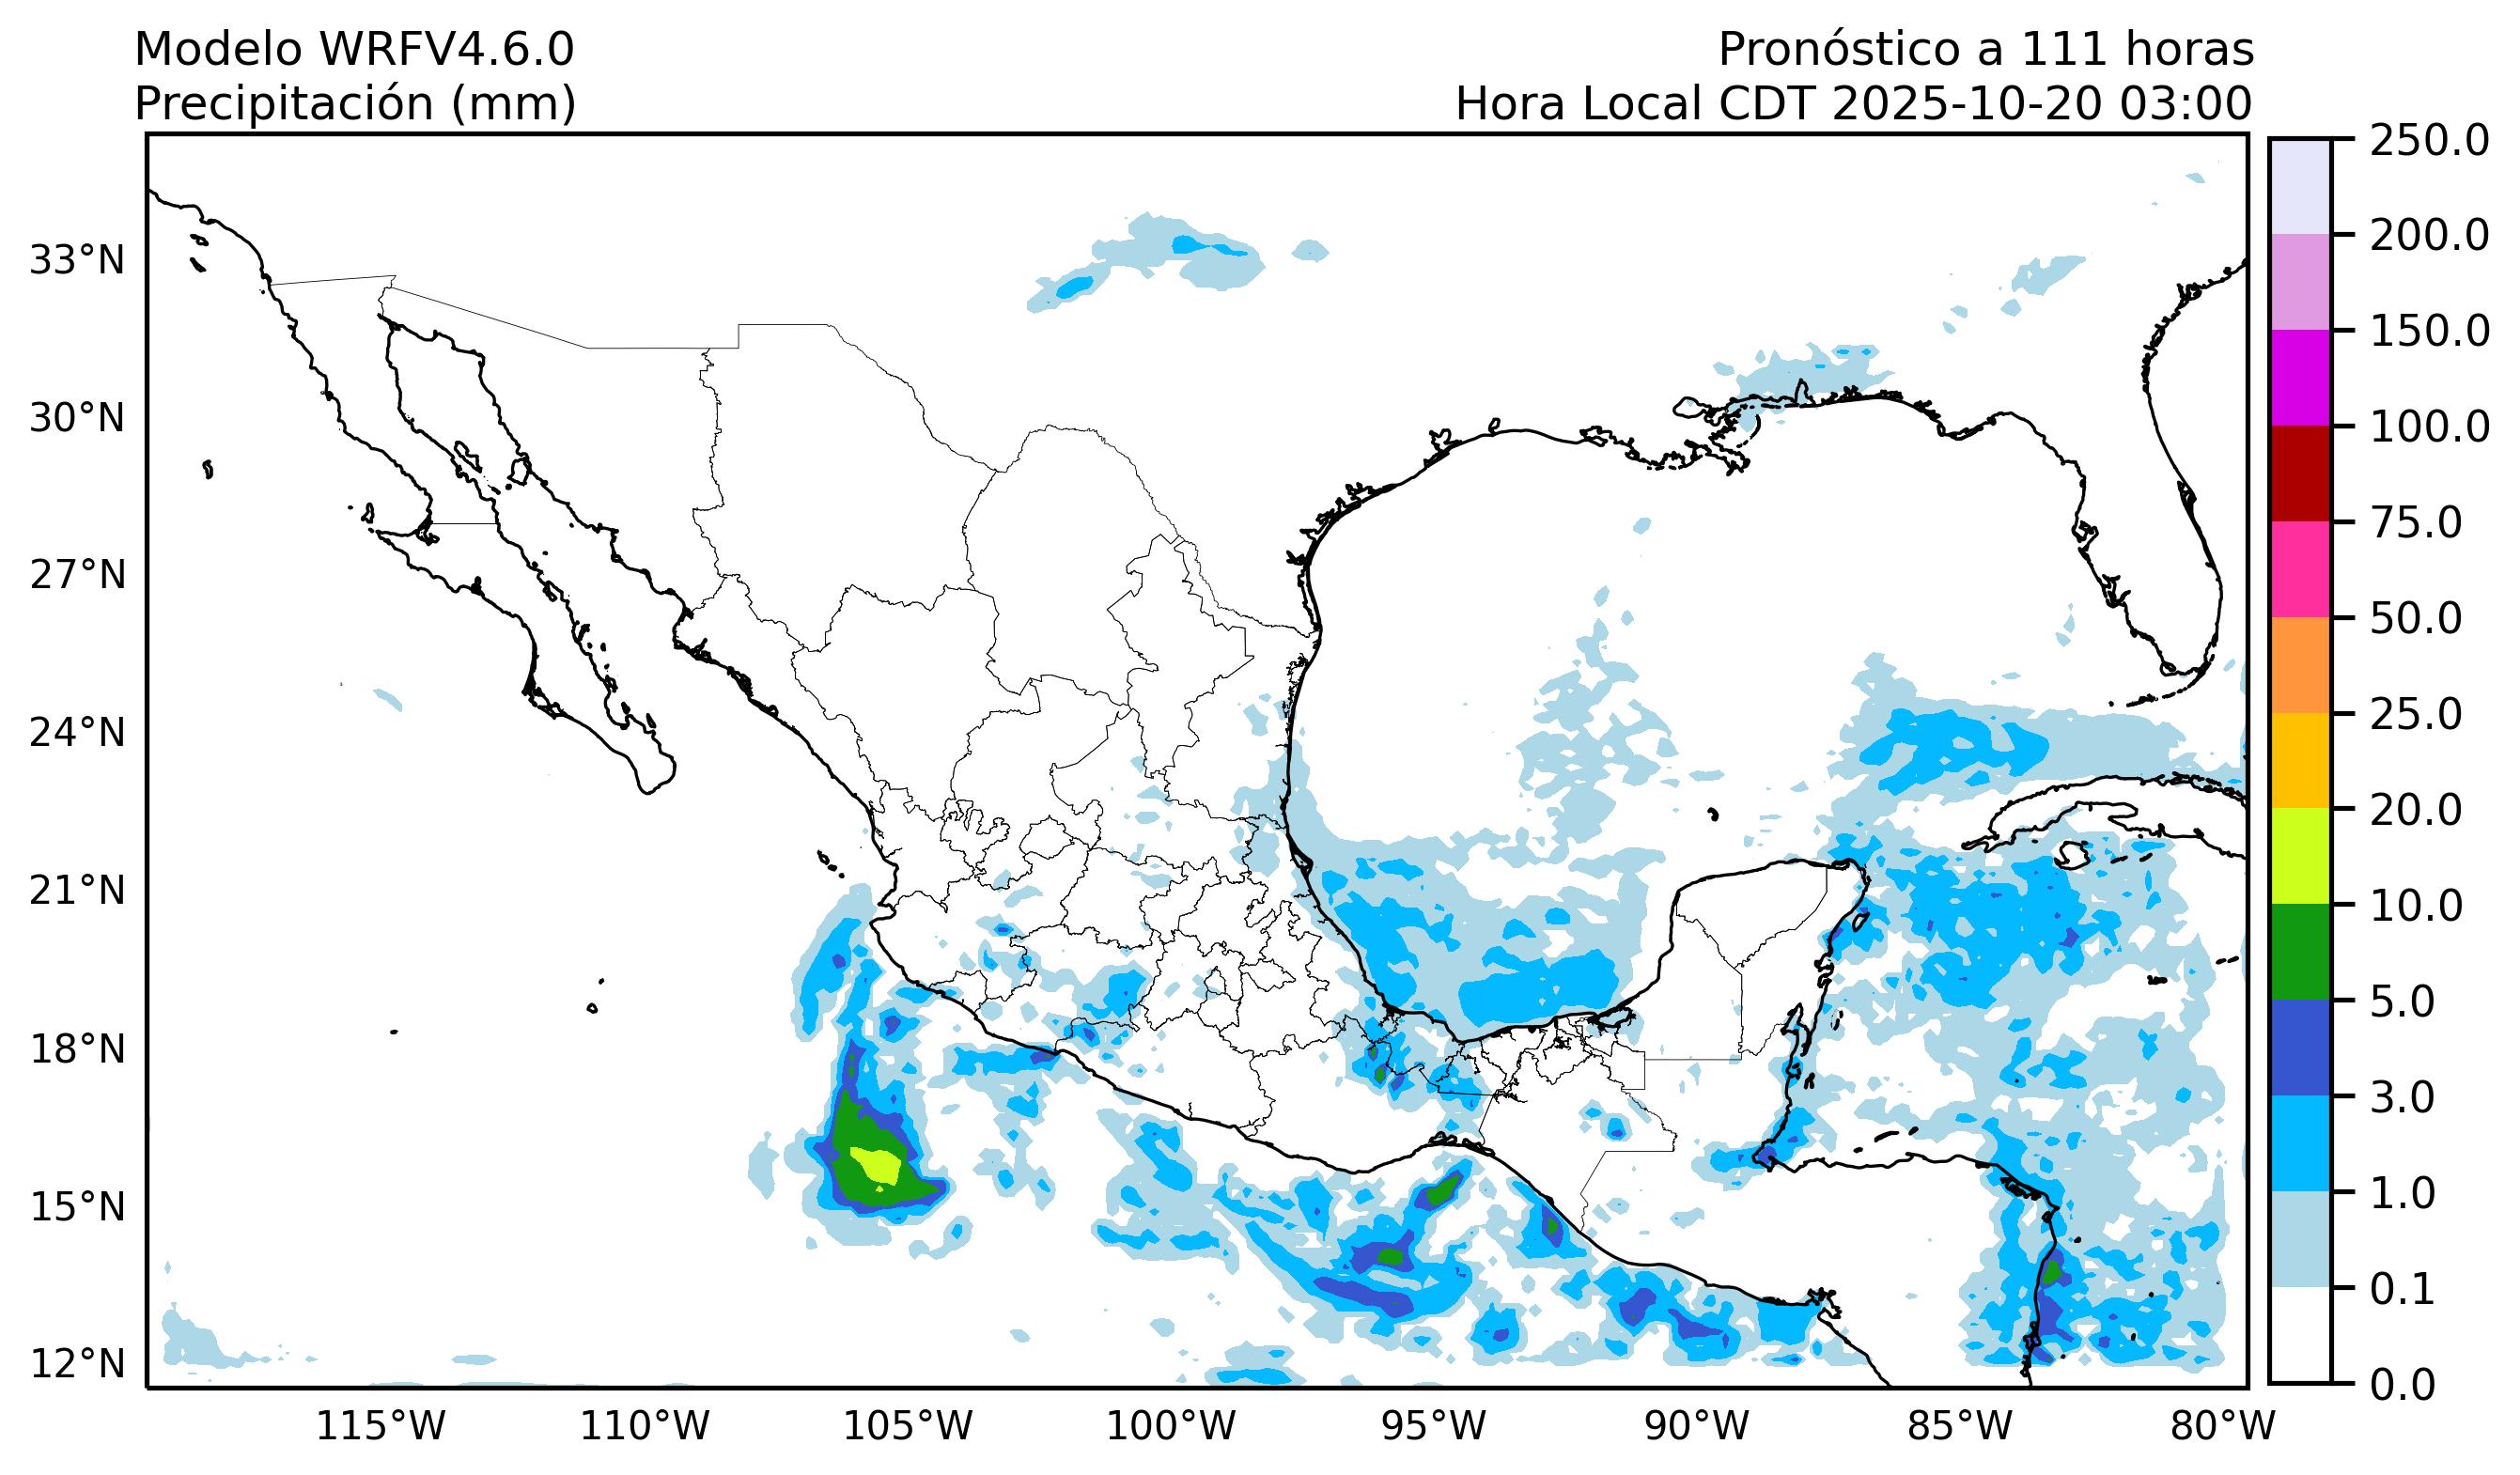 Modelo WRFV4.6.0
Precipitación (mm)
Pronóstico a 111 horas
Hora Local CDT 2025-10-20 03:00
33°N
30°N
27°N
24°N
21°N
18°N
15°N
12°N
115°W
110°W
105°W
100°W
95°W
90°W
85°W
80°W
250.0
200.0
150.0
100.0
75.0
50.0
25.0
20.0
10.0
5.0
3.0
1.0
0.1
0.0